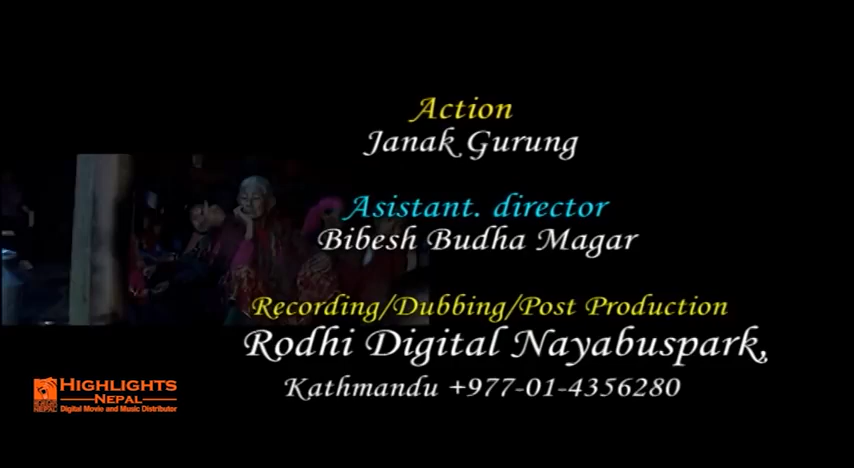 Action
Janak Gurung
Asistant. director
Bibesh Budha Magar
Recording/Dubbing/Post Production
Rodhi Digital Nayabuspark,
Kathmandu +977-01-4356280
HIGHLIGHTS
NEPAL
Digital Movie and Music Distributor